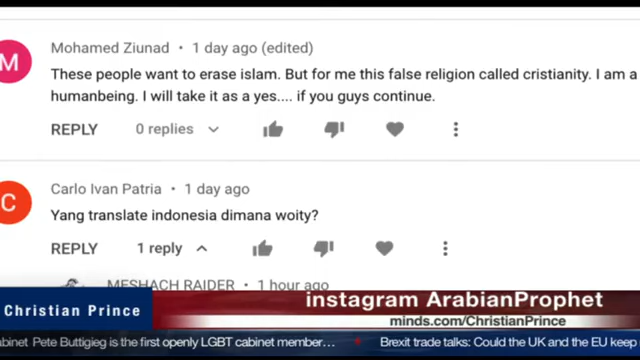 M
Mohamed Ziunad • 1 day ago (edited)
These people want to erase islam. But for me this false religion called cristianity. I am a
humanbeing. I will take it as a yes.... if you guys continue.
REPLY 0 replies
C
Carlo Ivan Patria • 1 day ago
Yang translate indonesia dimana woity?
REPLY 1 reply
MESHACH RAIDER • 1 hour ago
instagram ArabianProphet
Christian Prince
minds.com/ChristianPrince
abinet Pete Buttigieg is the first openly LGBT cabinet member… Brexit trade talks: Could the UK and the EU keep